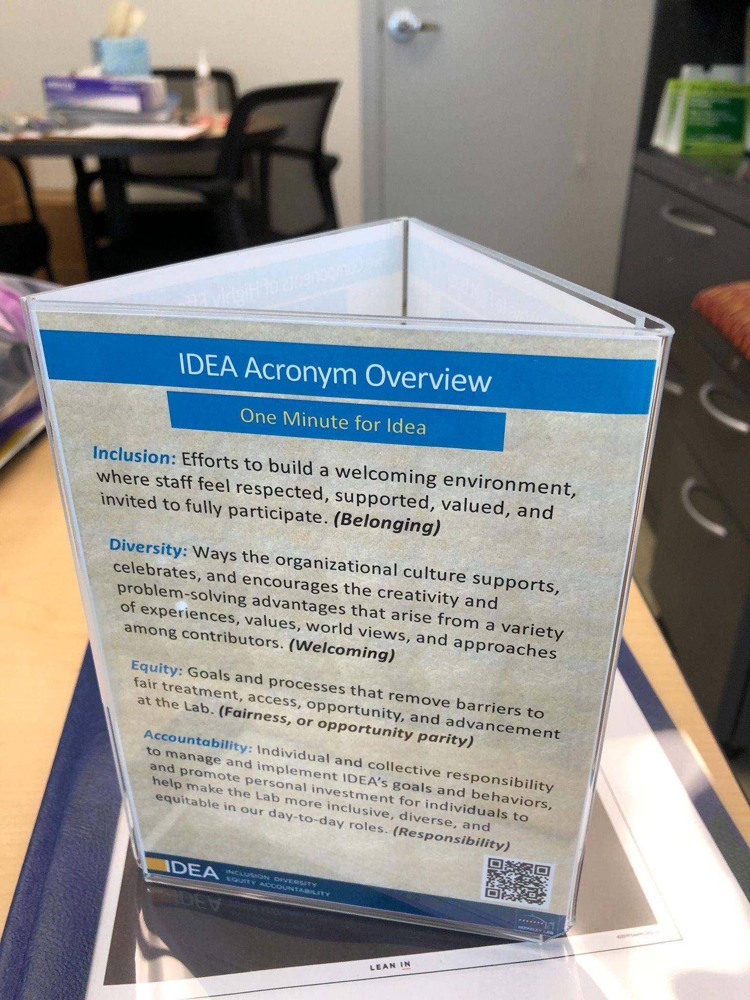 IDEA Acronym Overview
One Minute for Idea
Inclusion: Efforts to build a welcoming environment,
where staff feel respected, supported, valued, and
invited to fully participate. (Belonging)
Diversity: Ways the organizational culture supports,
celebrates, and encourages the creativity and
problem-solving advantages that arise from a variety
of experiences, values, world views, and approaches
among contributors. (Welcoming)
Equity: Goals and processes that remove barriers to
fair treatment, access, opportunity, and advancement
at the Lab. (Fairness, or opportunity parity)
Accountability: Individual and collective responsibility
to manage and implement IDEA's goals and behaviors,
and promote personal investment for individuals to
help make the Lab more inclusive, diverse, and
equitable in our day-to-day roles. (Responsibility)
IDEA INCLUSION DIVERSITY
EQUITY ACCOUNTABILITY
BERKELEY LAB
LEAN IN